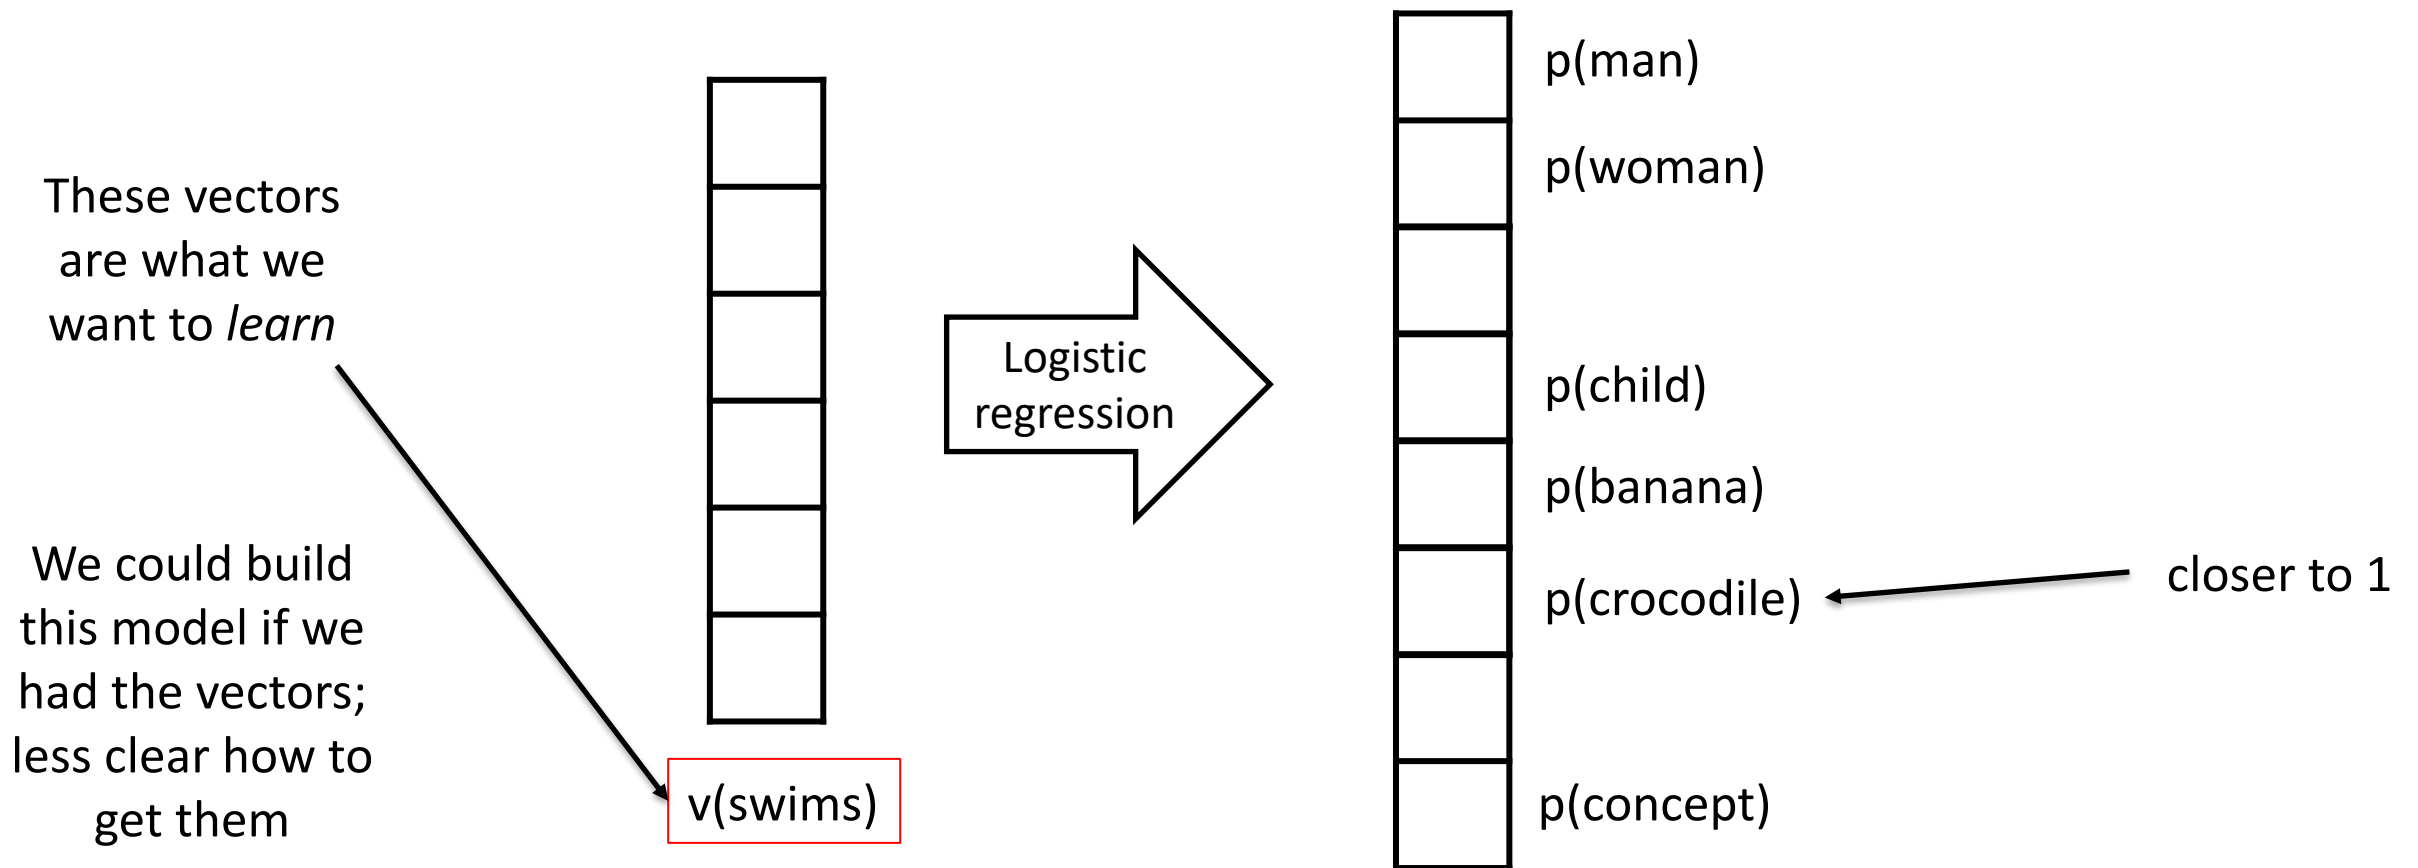 These vectors
are what we
want to learn
We could build
this model if we
had the vectors;
less clear how to
get them
v(swims)
Logistic
regression
p(man)
p(woman)
p(child)
p(banana)
p(crocodile)
p(concept)
closer to 1